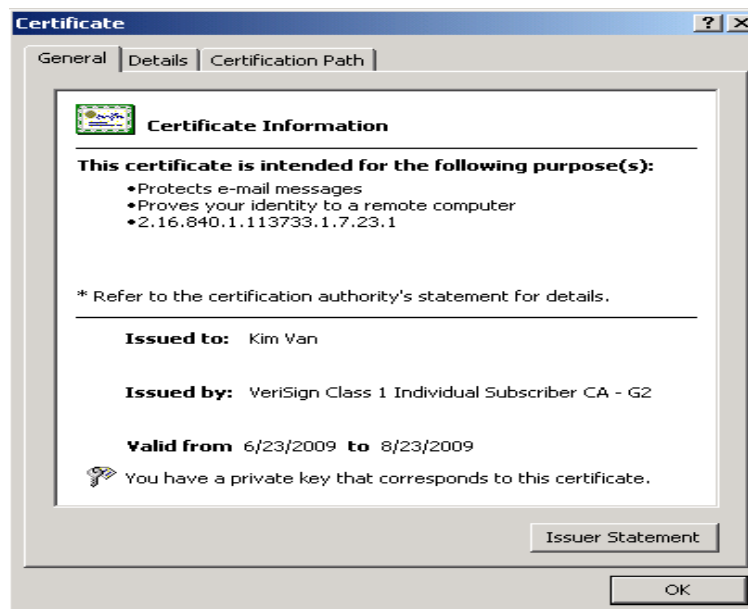 Certificate
General Details Certification Path
Certificate Information
This certificate is intended for the following purpose(s):
•Protects e-mail messages
•Proves your identity to a remote computer
•2.16.840.1.113733.1.7.23.1
* Refer to the certification authority's statement for details.
Issued to: Kim Van
Issued by: VeriSign Class 1 Individual Subscriber CA - G2
Valid from 6/23/2009 to 8/23/2009
You have a private key that corresponds to this certificate.
Issuer Statement
OK